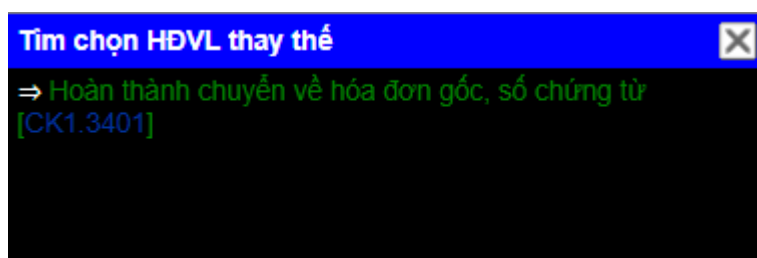 Tìm chọn HĐVL thay thế
⇒ Hoàn thành chuyển về hóa đơn gốc, số chứng từ
[CK1.3401]